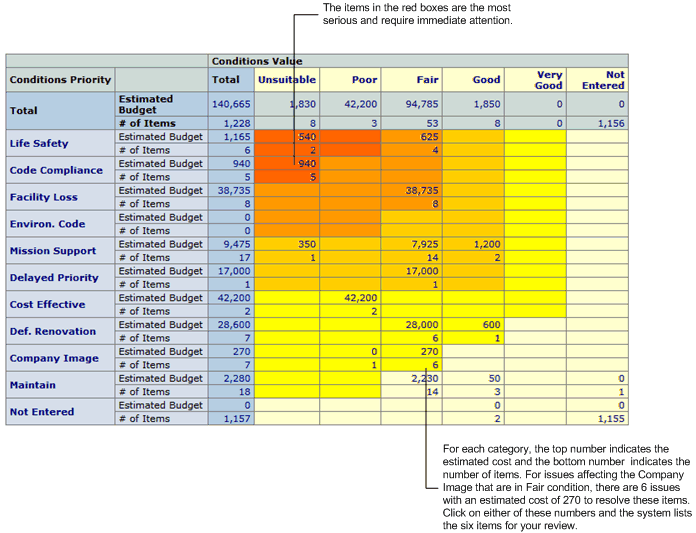 The items in the red boxes are the most
serious and require immediate attention.
Conditions Value
Conditions Priority Total Unsuitable Poor Fair Good Very Good Not Entered
Total Estimated Budget 140,665 1,830 42,200 94,785 1,850 0 0
# of Items 1,228 8 3 53 8 0 1,156
Life Safety Estimated Budget 1,165 540 625
# of Items 6 2 4
Code Compliance Estimated Budget 940 940
# of Items 5 5
Facility Loss Estimated Budget 38,735 38,735
# of Items 8 8
Environ. Code Estimated Budget 0
# of Items 0
Mission Support Estimated Budget 9,475 350 7,925 1,200
# of Items 17 1 14 2
Delayed Priority Estimated Budget 17,000 17,000
# of Items 1 1
Cost Effective Estimated Budget 42,200 42,200
# of Items 2 2
Def. Renovation Estimated Budget 28,600 28,000 600
# of Items 7 6 1
Company Image Estimated Budget 270 0 270
# of Items 7 1 6
Maintain Estimated Budget 2,280 2,230 50 0
# of Items 18 14 3 1
Not Entered Estimated Budget 0 0 0
# of Items 1,157 2 1,155
For each category, the top number indicates the
estimated cost and the bottom number indicates the
number of items. For issues affecting the Company
Image that are in Fair condition, there are 6 issues
with an estimated cost of 270 to resolve these items.
Click on either of these numbers and the system lists
the six items for your review.